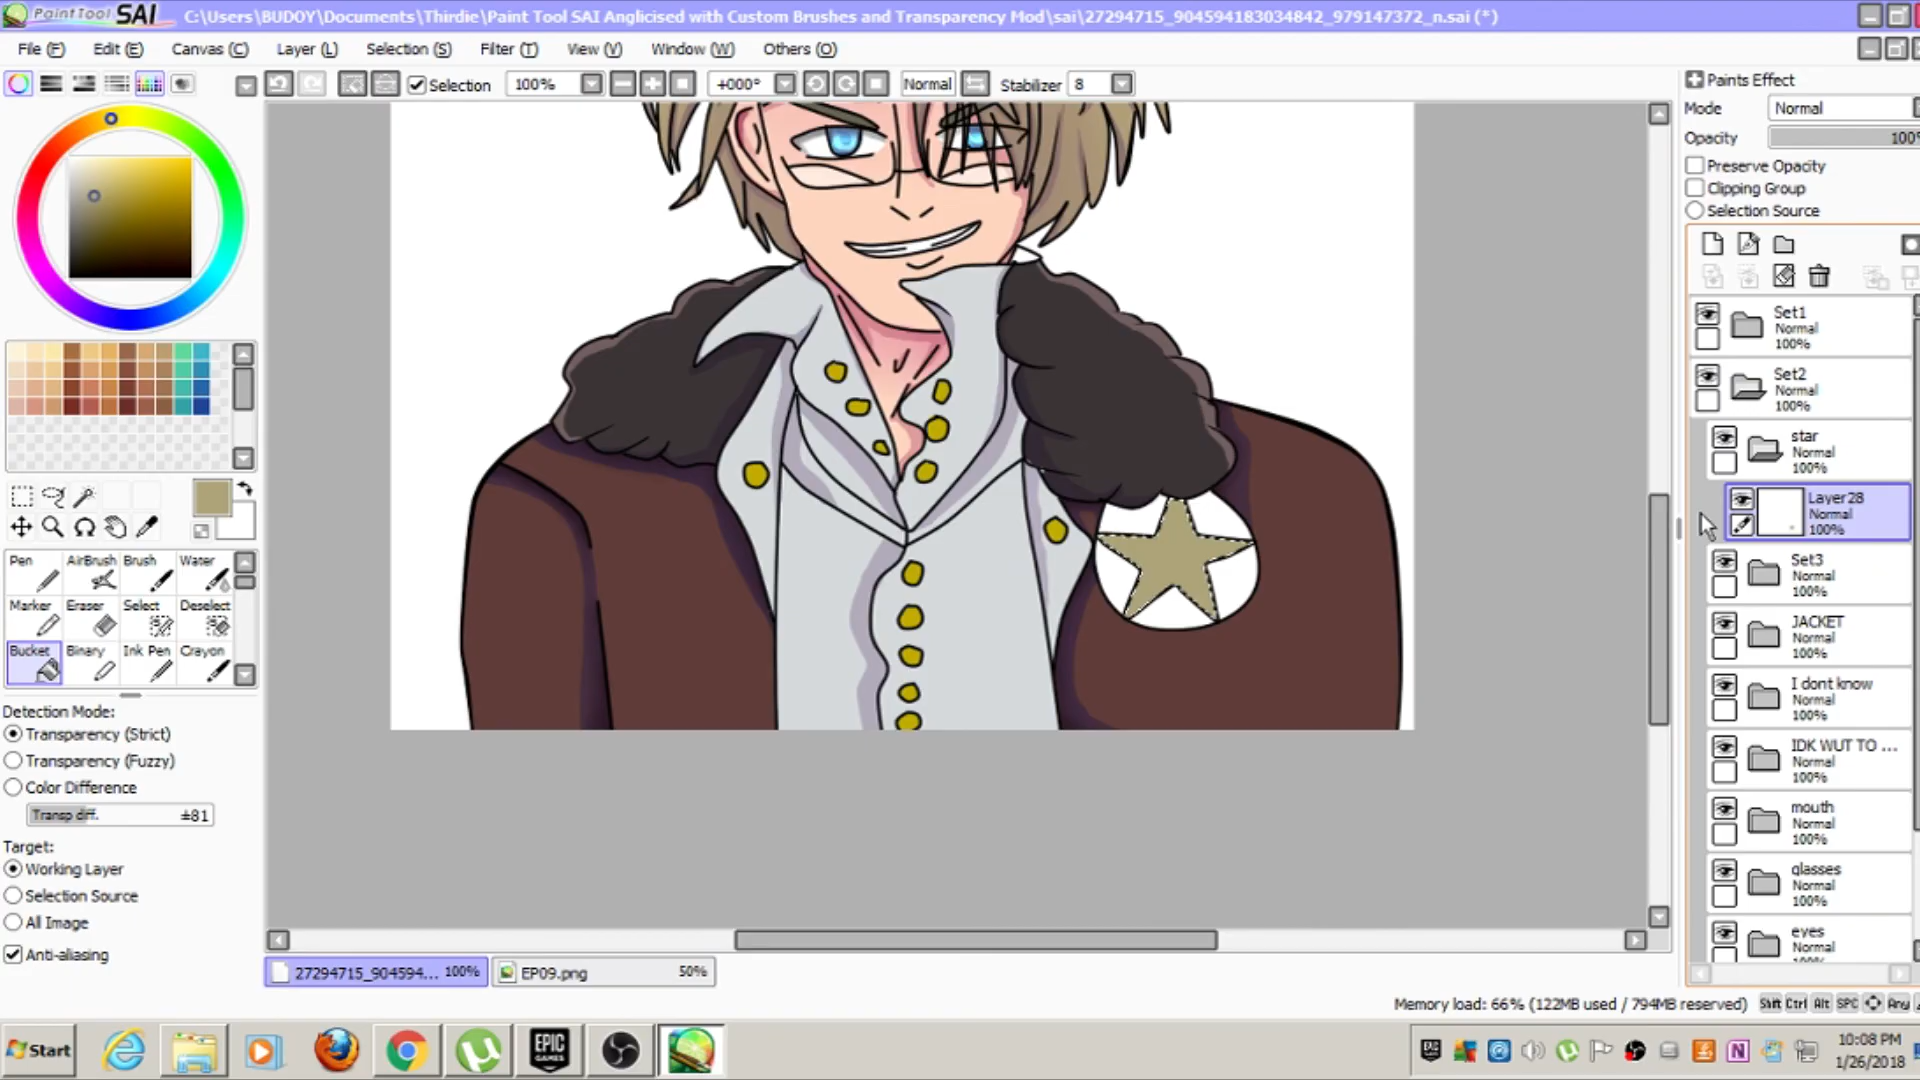 PaintTool SAI C:\Users\BUDOY\Documents\Thirdie\Paint Tool SAI Anglicised with Custom Brushes and Transparency Mod\sai\27294715_904594183034842_979147372_n.sai (*)
File (F) Edit (E) Canvas (C) Layer (L) Selection (S) Filter (T) View (V) Window (W) Others (O)
Selection 100% +000° Normal Stabilizer 8
Paints Effect
Mode Normal
Opacity 100%
Preserve Opacity
Clipping Group
Selection Source
Set1
Normal
100%
Set2
Normal
100%
star
Normal
100%
Layer28
Normal
100%
Set3
Normal
100%
JACKET
Normal
100%
I dont know
Normal
100%
IDK WUT TO ...
Normal
100%
mouth
Normal
100%
glasses
Normal
100%
eyes
Normal
100%
Pen AirBrush Brush Water
Marker Eraser Select Deselect
Bucket Binary Ink Pen Crayon
Detection Mode:
Transparency (Strict)
Transparency (Fuzzy)
Color Difference
Transp diff. ±81
Target:
Working Layer
Selection Source
All Image
Anti-aliasing
27294715_904594... 100% EP09.png 50%
Memory load: 66% (122MB used / 794MB reserved) Shift Ctrl Alt SPC Any
Start
EPIC GAMES
10:08 PM
1/26/2018